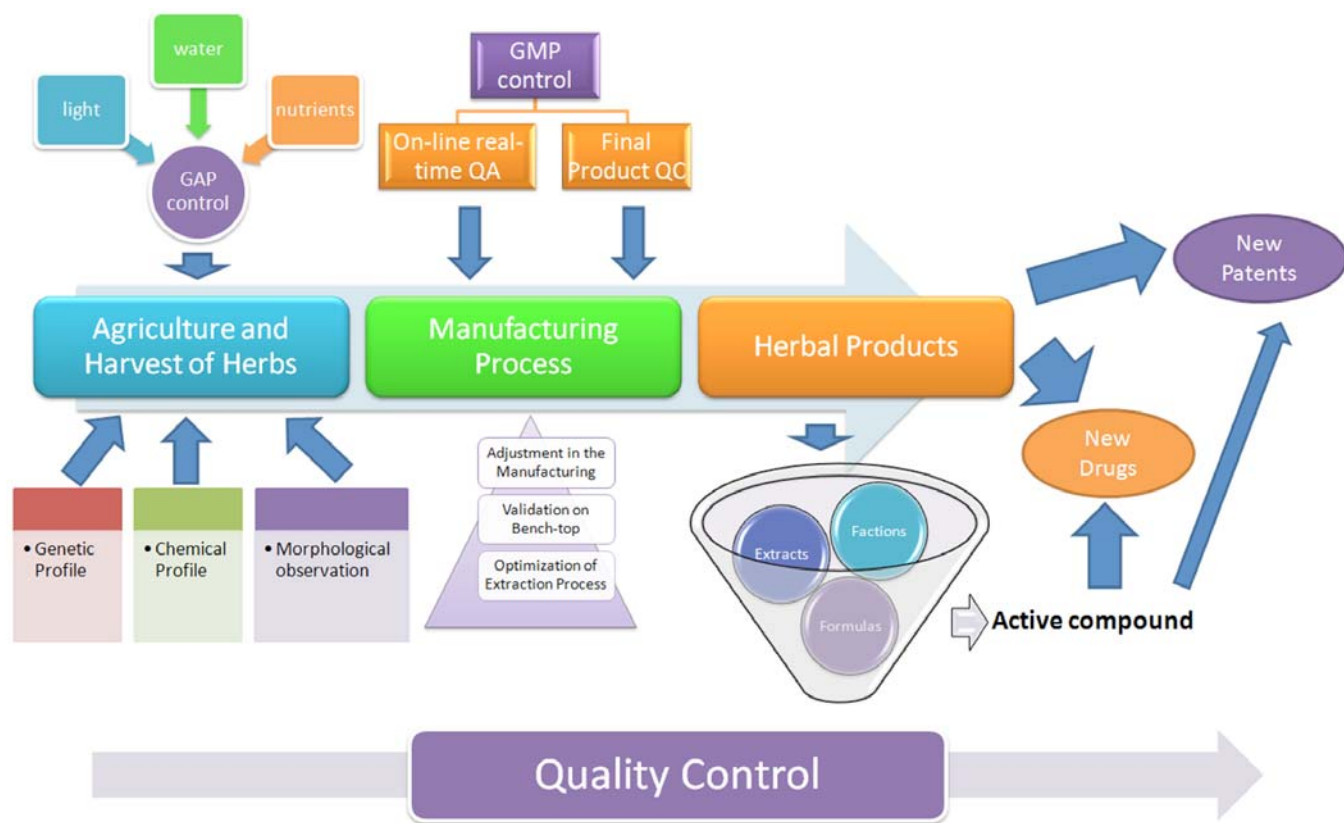 water
light
nutrients
GAP
control
GMP
control
On-line real-
time QA
Final
Product QC
New
Patents
Agriculture and
Harvest of Herbs
Manufacturing
Process
Herbal Products
New
Drugs
• Genetic
Profile
• Chemical
Profile
• Morphological
observation
Adjustment in the
Manufacturing
Validation on
Bench-top
Optimization of
Extraction Process
Extracts
Factions
Formulas
Active compound
Quality Control